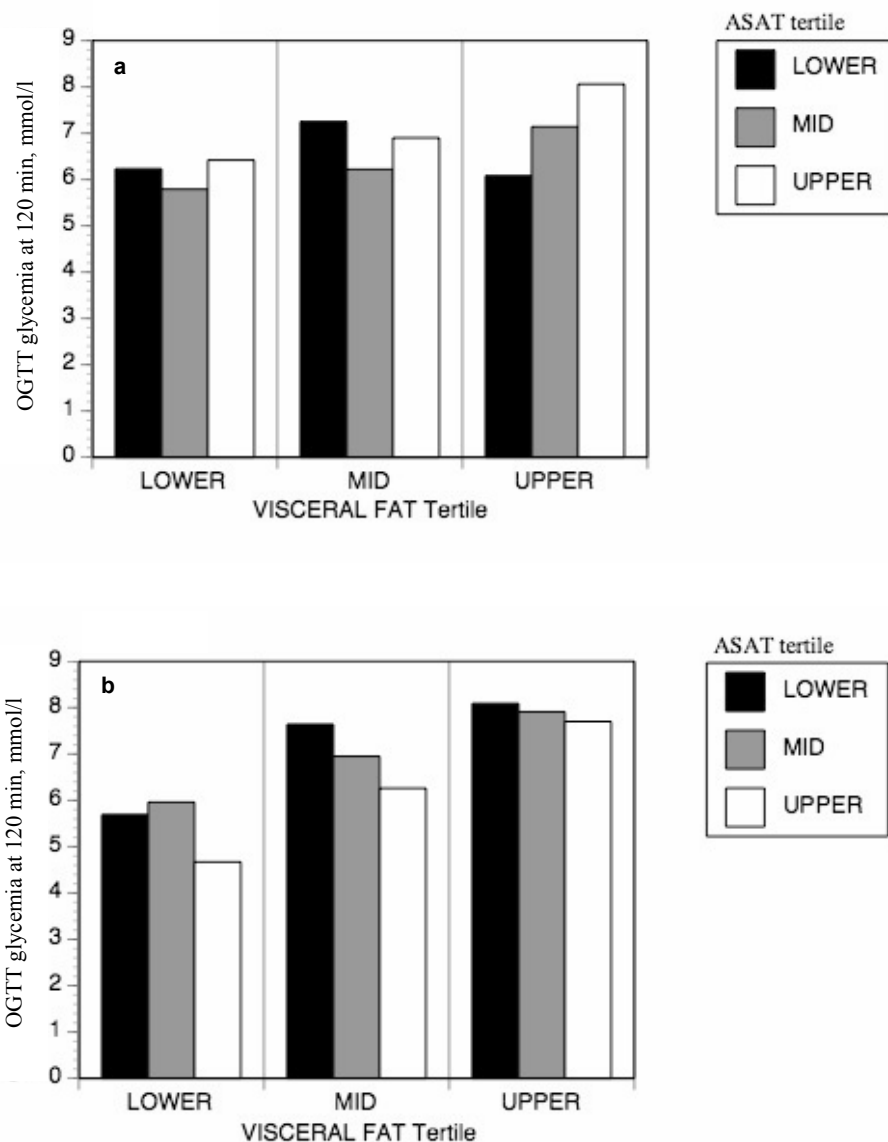 ASAT tertile
LOWER
MID
UPPER
a
OGTT glycemia at 120 min, mmol/l
9
8
7
6
5
4
3
2
1
0
LOWER MID UPPER
VISCERAL FAT Tertile
ASAT tertile
LOWER
MID
UPPER
b
OGTT glycemia at 120 min, mmol/l
9
8
7
6
5
4
3
2
1
0
LOWER MID UPPER
VISCERAL FAT Tertile